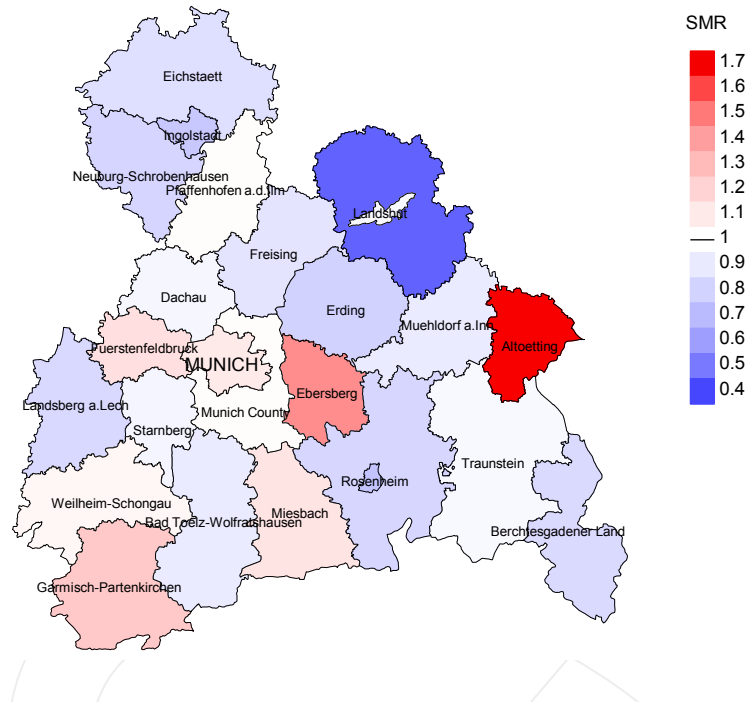 SMR
1.7
1.6
1.5
1.4
1.3
1.2
1.1
1
0.9
0.8
0.7
0.6
0.5
0.4
Eichstaett
Ingolstadt
Neuburg-Schrobenhausen
Pfaffenhofen a.d.Ilm
Landshut
Freising
Dachau
Erding
Muehldorf a.Inn
Altoetting
Fuerstenfeldbruck
MUNICH
Ebersberg
Landsberg a.Lech
Munich County
Starnberg
Traunstein
Rosenheim
Weilheim-Schongau
Miesbach
Bad Toelz-Wolfratshausen
Berchtesgadener Land
Garmisch-Partenkirchen